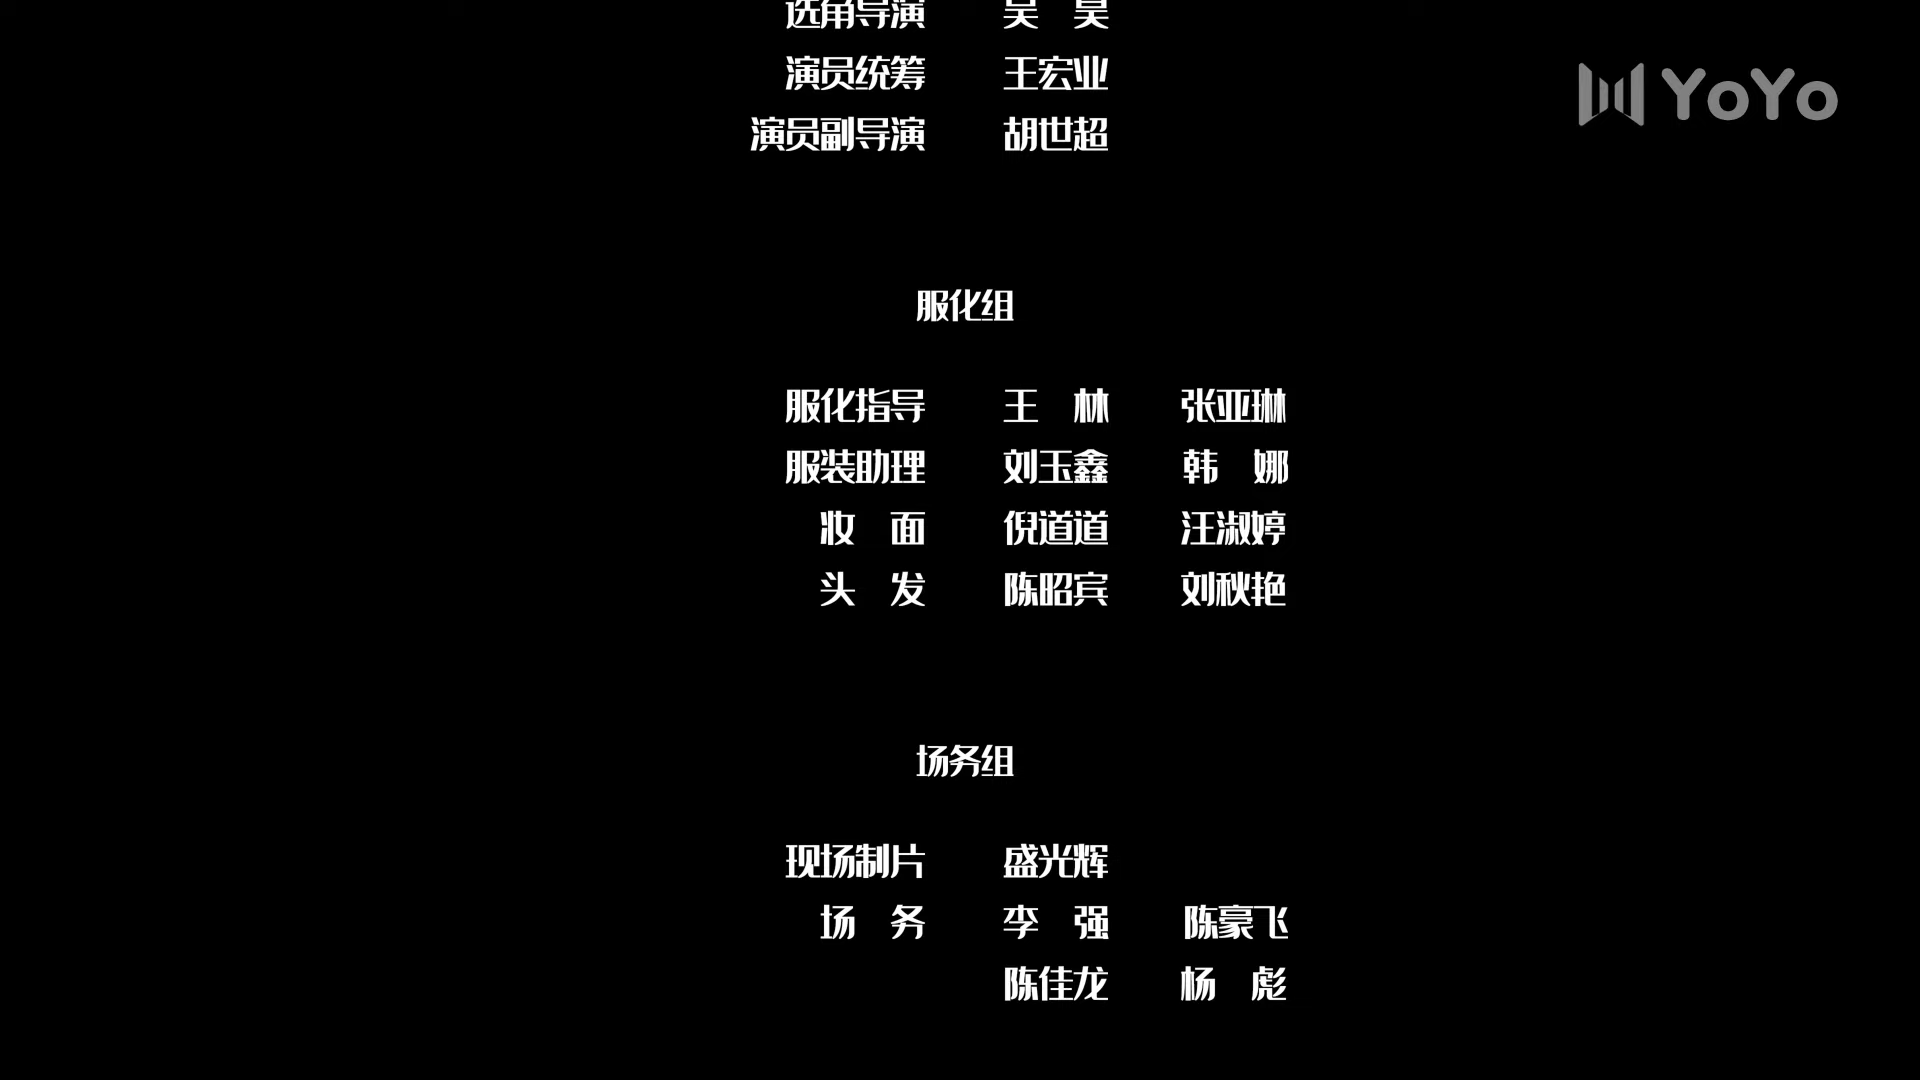 选角导演 吴 昊
演员统筹 王宏业
YoYo
演员副导演 胡世超
服化组
服化指导 王 林 张亚琳
服装助理 刘玉鑫 韩 娜
妆 面 倪道道 汪淑婷
头 发 陈昭宾 刘秋艳
场务组
现场制片 盛光辉
场 务 李 强 陈豪飞
陈佳龙 杨 彪